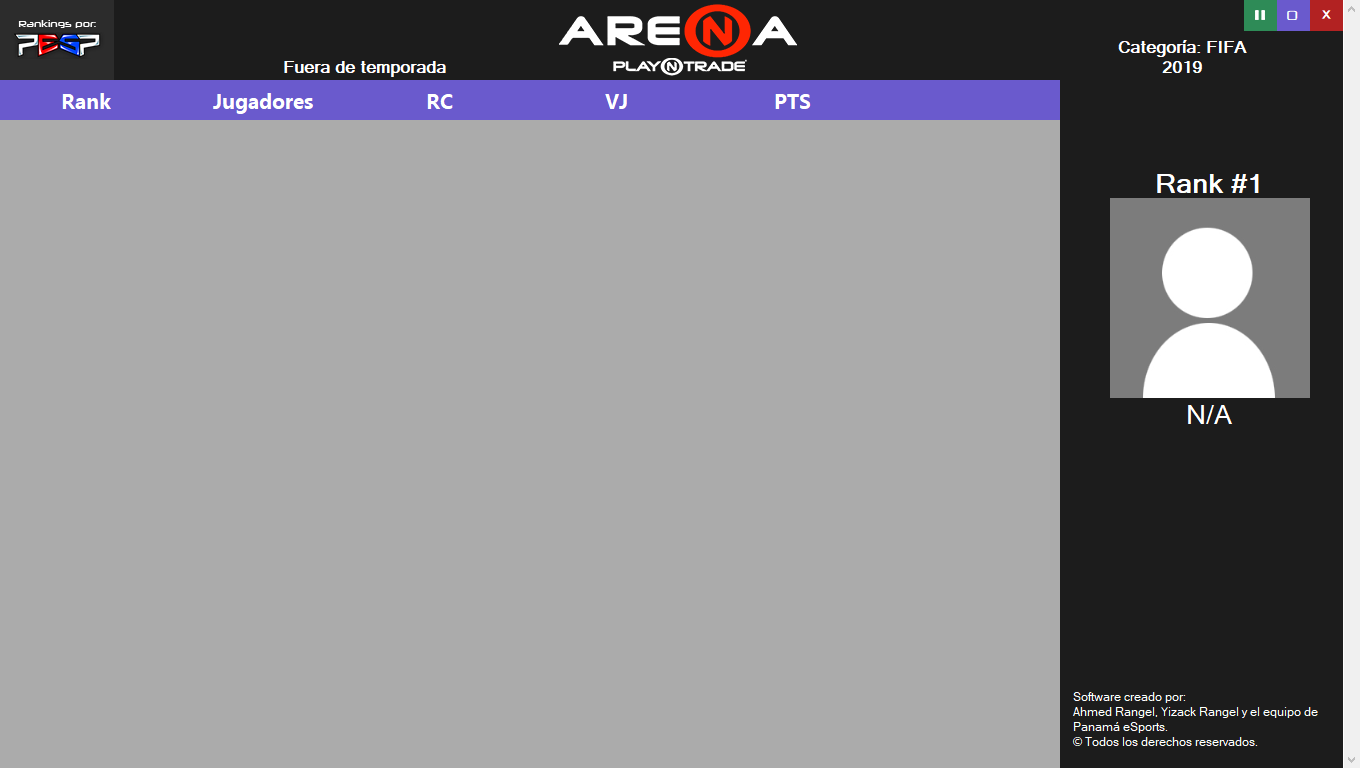 Rankings por:
PESP
Fuera de temporada
ARENA
PLAY N TRADE
X
Categoría: FIFA
2019
Rank Jugadores RC VJ PTS
Rank #1
N/A
Software creado por:
Ahmed Rangel, Yizack Rangel y el equipo de
Panamá eSports.
© Todos los derechos reservados.